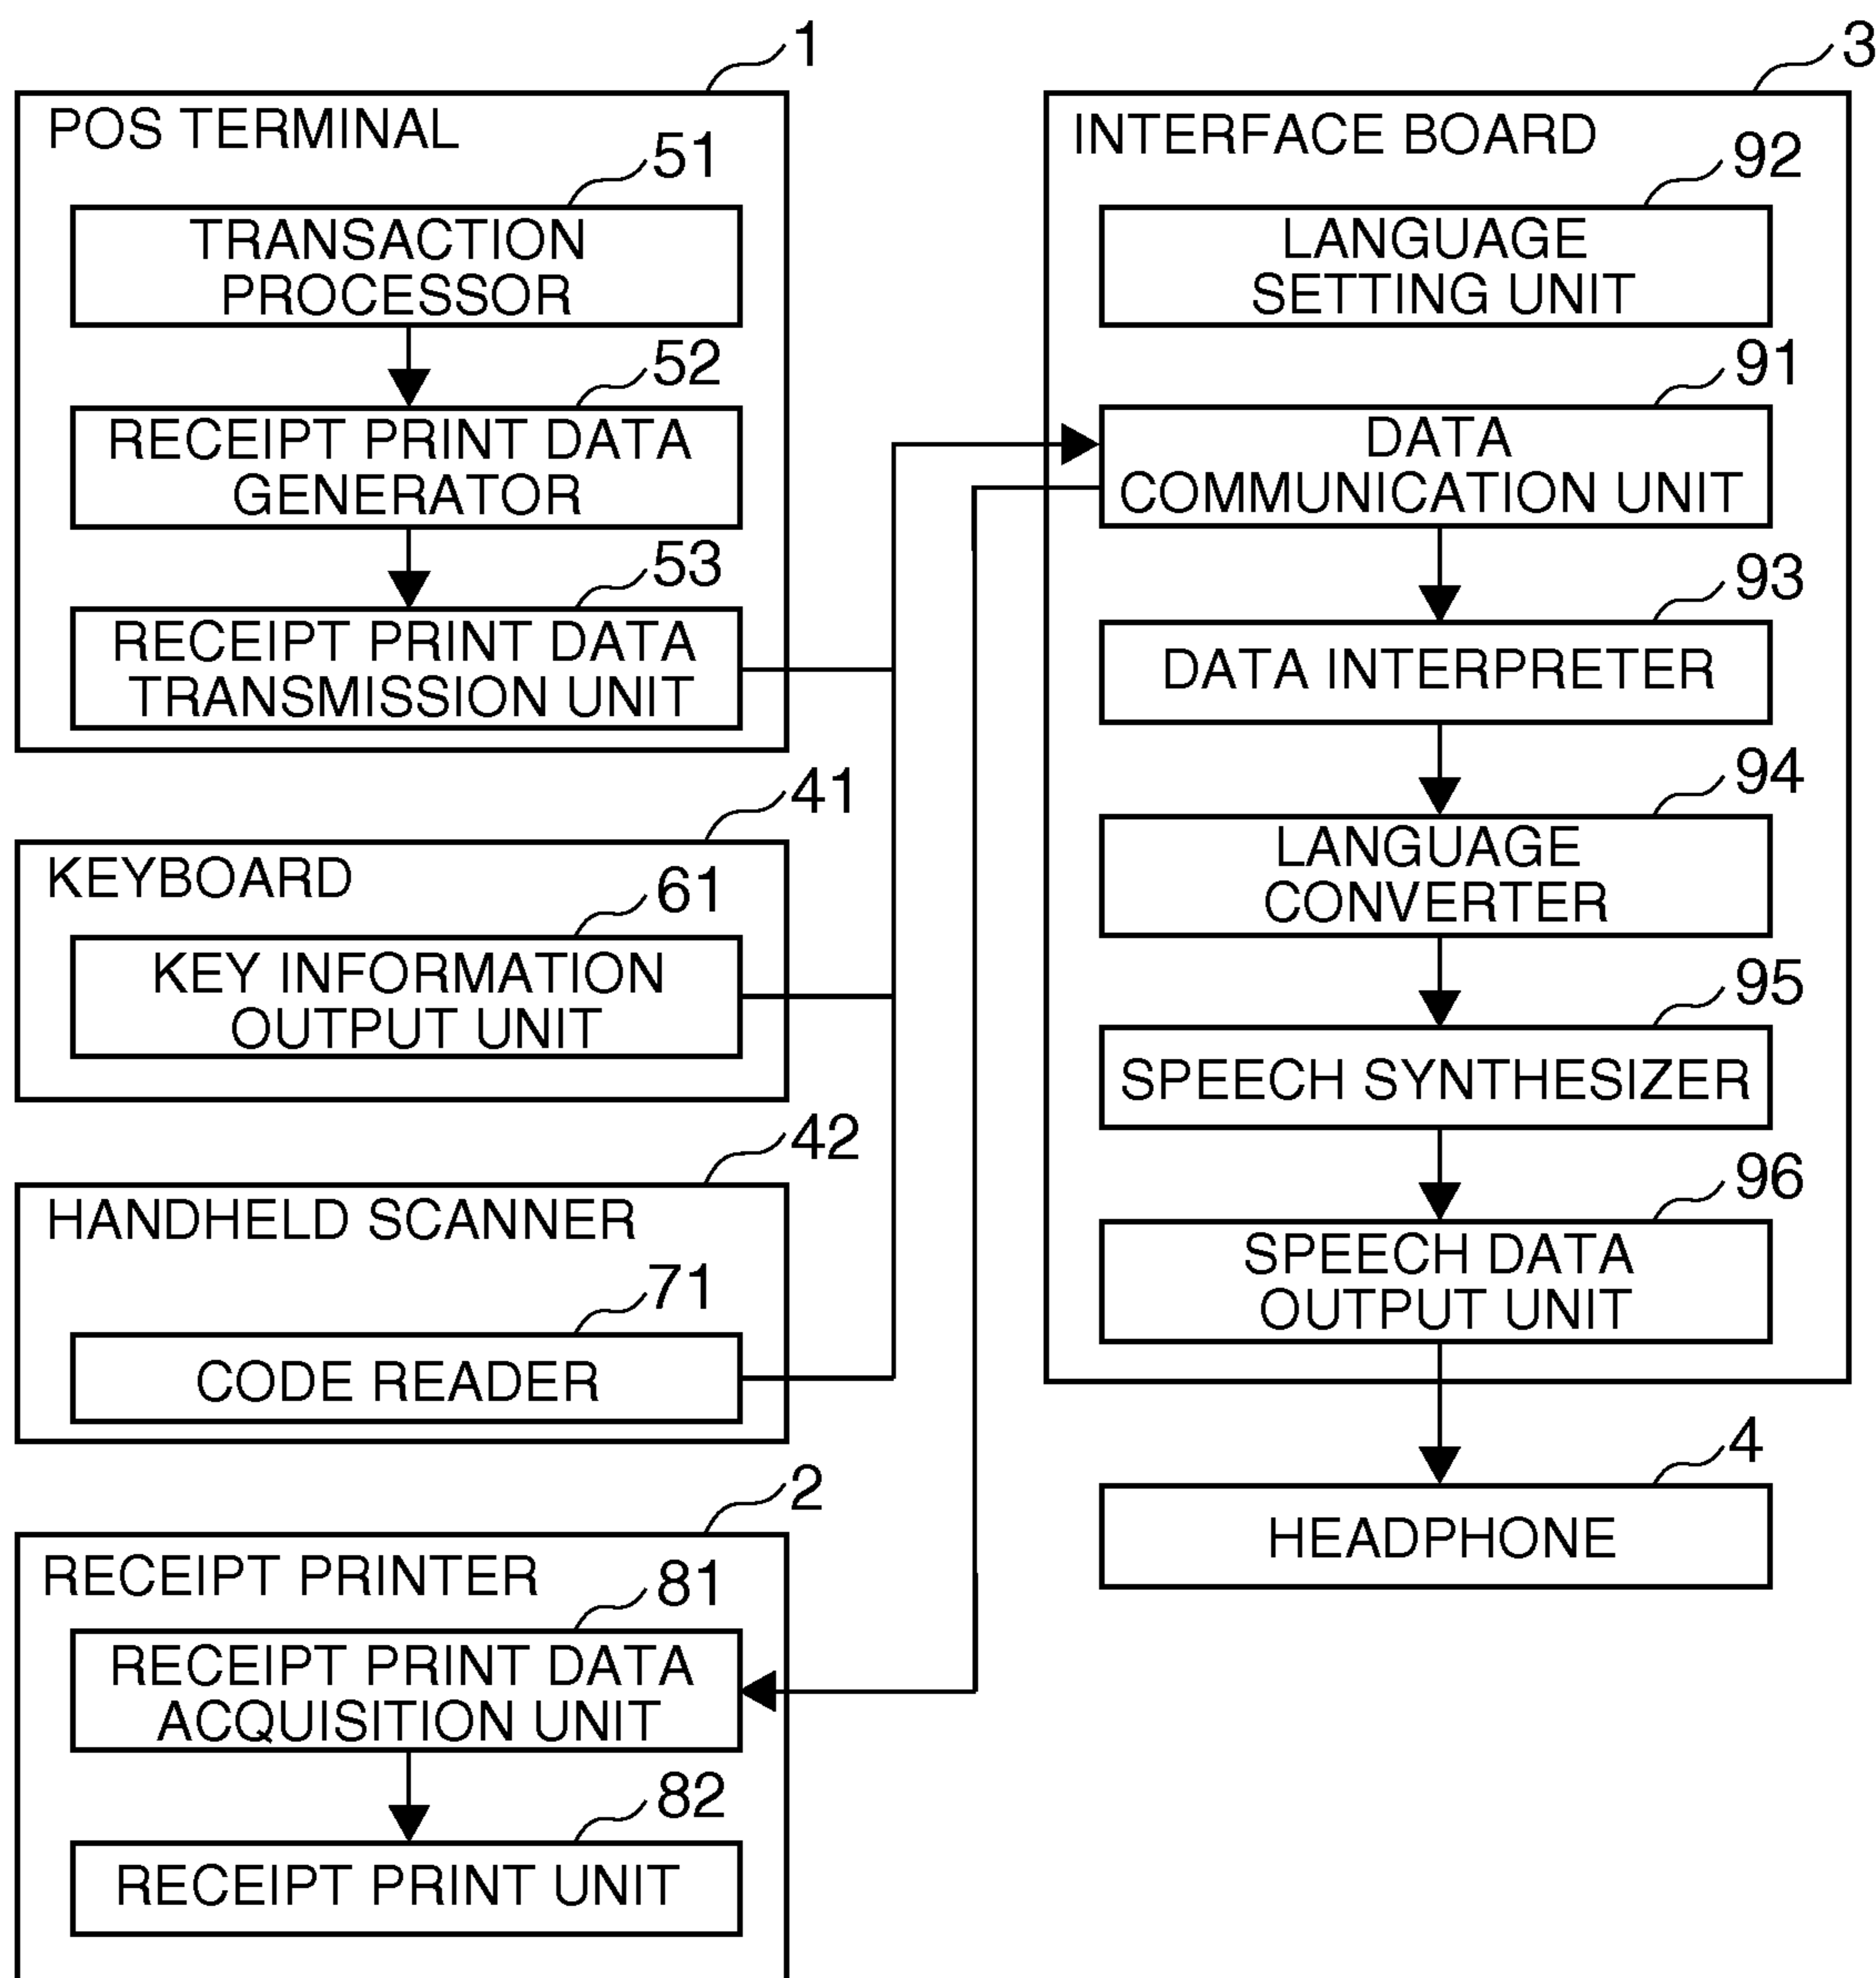 1
POS TERMINAL
51
TRANSACTION
PROCESSOR
52
RECEIPT PRINT DATA
GENERATOR
53
RECEIPT PRINT DATA
TRANSMISSION UNIT
41
KEYBOARD
61
KEY INFORMATION
OUTPUT UNIT
42
HANDHELD SCANNER
71
CODE READER
2
RECEIPT PRINTER
81
RECEIPT PRINT DATA
ACQUISITION UNIT
82
RECEIPT PRINT UNIT
3
INTERFACE BOARD
92
LANGUAGE
SETTING UNIT
91
DATA
COMMUNICATION UNIT
93
DATA INTERPRETER
94
LANGUAGE
CONVERTER
95
SPEECH SYNTHESIZER
96
SPEECH DATA
OUTPUT UNIT
4
HEADPHONE